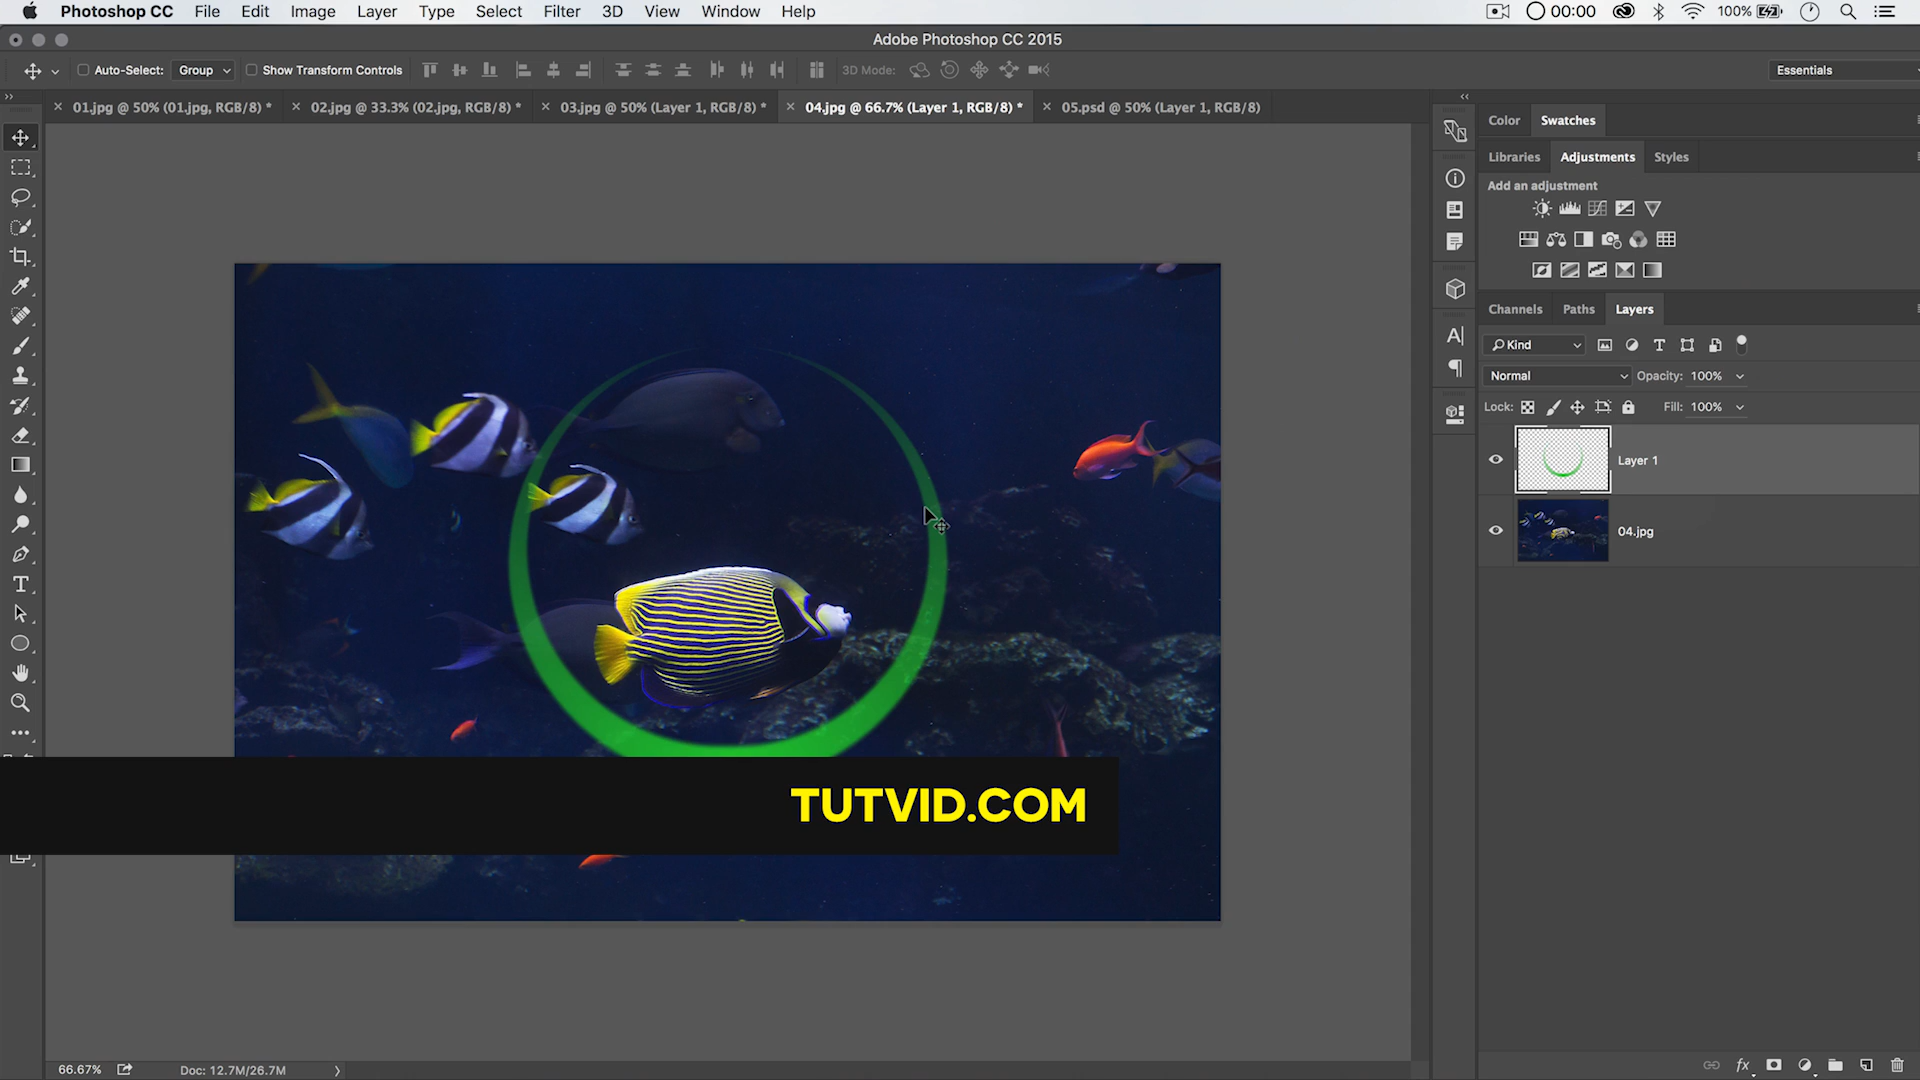 Photoshop CC File Edit Image Layer Type Select Filter 3D View Window Help 00:00 100%
Adobe Photoshop CC 2015
Auto-Select: Group Show Transform Controls 3D Mode: Essentials
01.jpg @ 50% (01.jpg, RGB/8) * 02.jpg @ 33.3% (02.jpg, RGB/8) * 03.jpg @ 50% (Layer 1, RGB/8) * 04.jpg @ 66.7% (Layer 1, RGB/8) * 05.psd @ 50% (Layer 1, RGB/8)
Color Swatches
Libraries Adjustments Styles
Add an adjustment
Channels Paths Layers
Kind
Normal Opacity: 100%
Lock: Fill: 100%
Layer 1
04.jpg
TUTVID.COM
66.67% Doc: 12.7M/26.7M